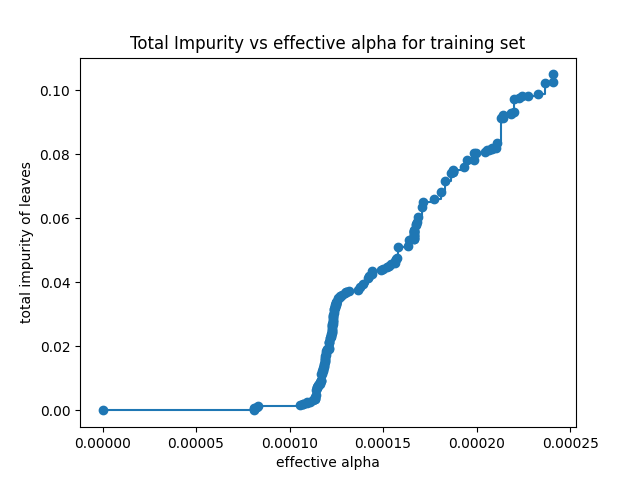 Total Impurity vs effective alpha for training set
0.10
0.08
0.06
0.04
0.02
0.00
total impurity of leaves
0.00000 0.00005 0.00010 0.00015 0.00020 0.00025
effective alpha